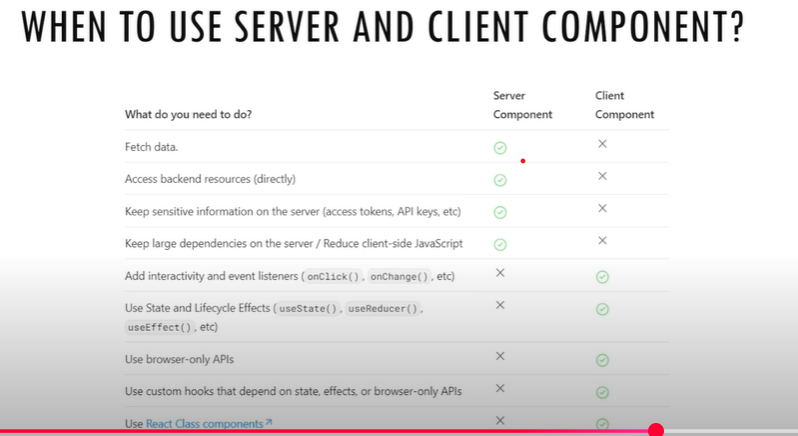 WHEN TO USE SERVER AND CLIENT COMPONENT?
What do you need to do? Server Component Client Component
Fetch data.
Access backend resources (directly)
Keep sensitive information on the server (access tokens, API keys, etc)
Keep large dependencies on the server / Reduce client-side JavaScript
Add interactivity and event listeners (onClick(), onChange(), etc)
Use State and Lifecycle Effects (useState(), useReducer(),
useEffect(), etc)
Use browser-only APIs
Use custom hooks that depend on state, effects, or browser-only APIs
Use React Class components